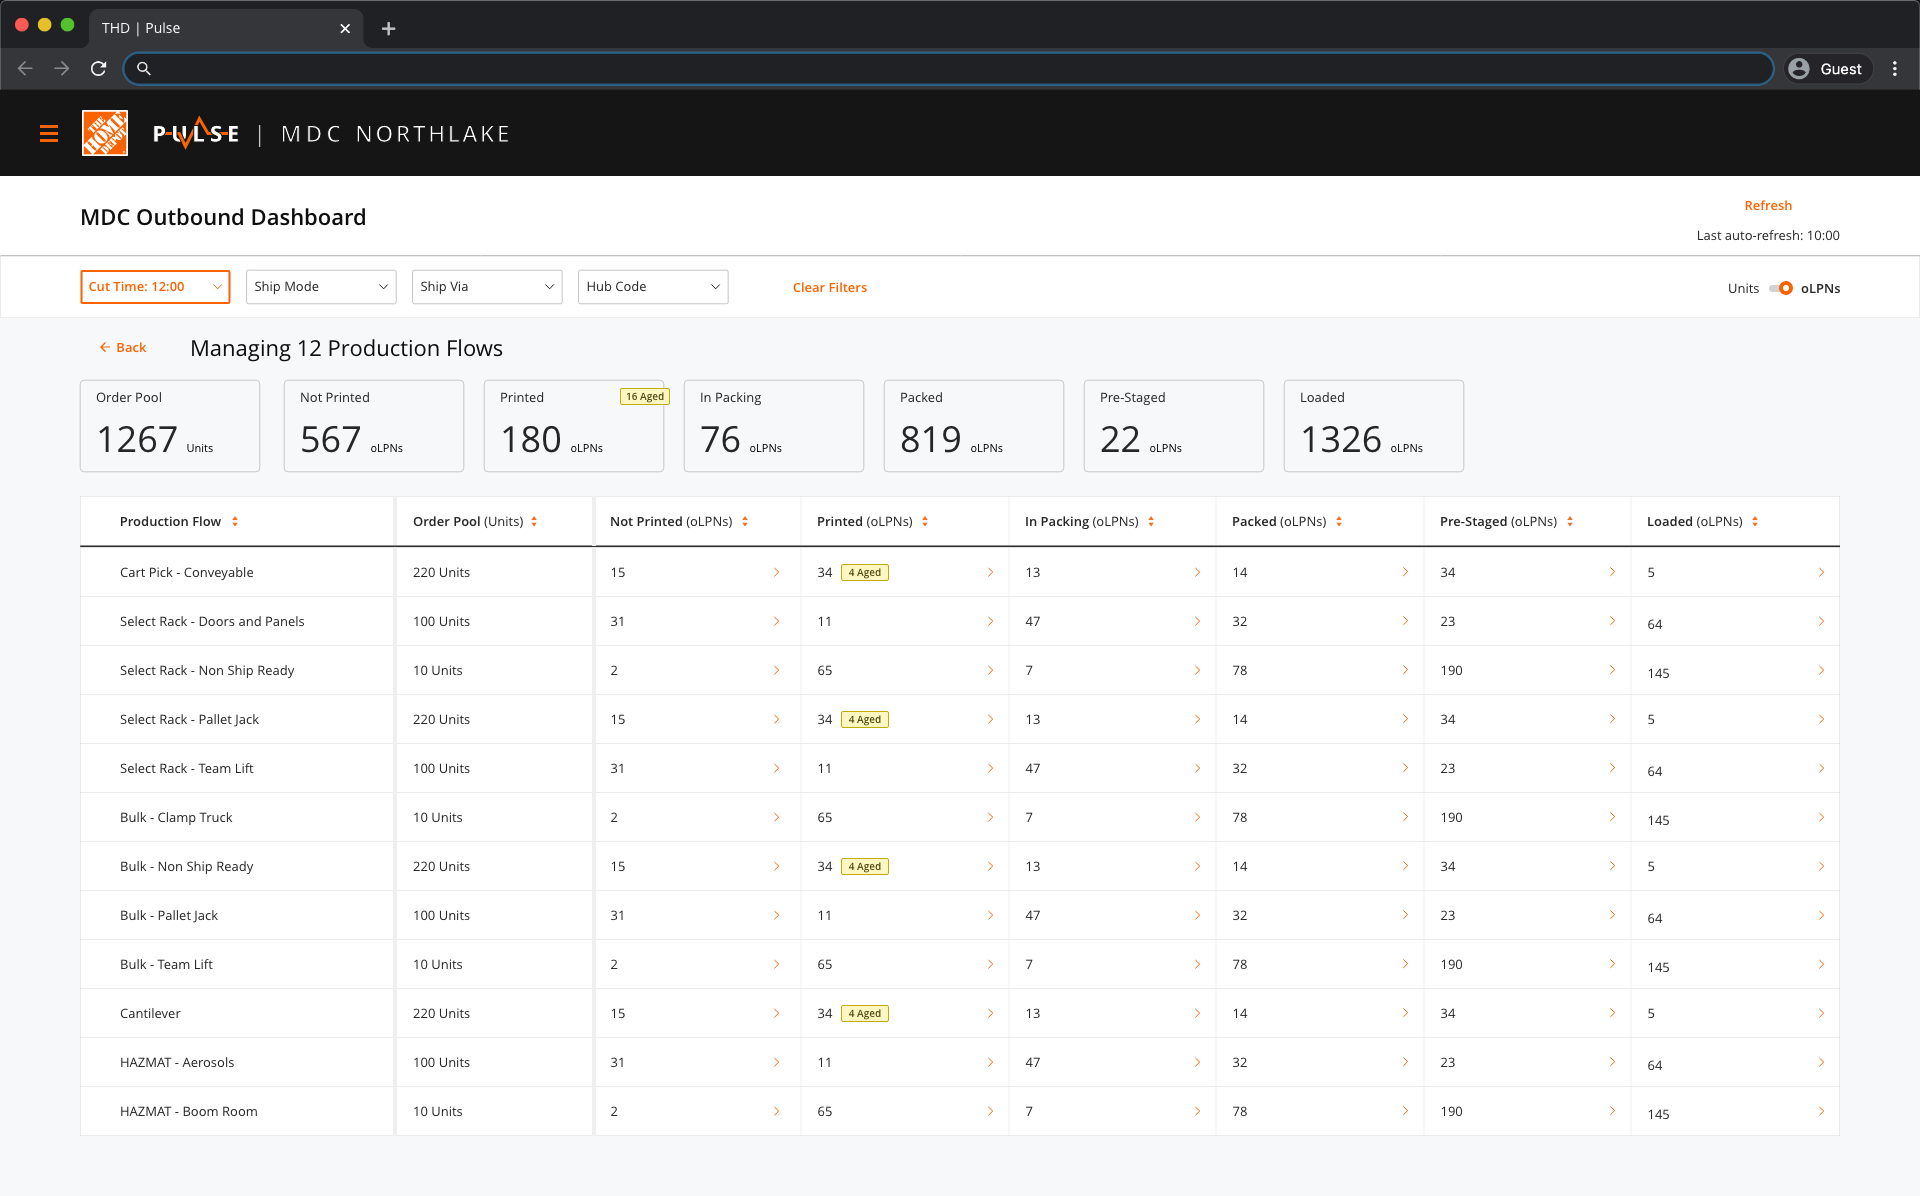 THD | Pulse
Guest
THE HOME DEPOT
PULSE | MDC NORTHLAKE
MDC Outbound Dashboard
Refresh
Last auto-refresh: 10:00
Cut Time: 12:00 Ship Mode Ship Via Hub Code Clear Filters Units oLPNs
Back Managing 12 Production Flows
Order Pool Not Printed Printed 16 Aged In Packing Packed Pre-Staged Loaded
1267 Units 567 oLPNs 180 oLPNs 76 oLPNs 819 oLPNs 22 oLPNs 1326 oLPNs
Production Flow Order Pool (Units) Not Printed (oLPNs) Printed (oLPNs) In Packing (oLPNs) Packed (oLPNs) Pre-Staged (oLPNs) Loaded (oLPNs)
Cart Pick - Conveyable 220 Units 15 34 4 Aged 13 14 34 5
Select Rack - Doors and Panels 100 Units 31 11 47 32 23 64
Select Rack - Non Ship Ready 10 Units 2 65 7 78 190 145
Select Rack - Pallet Jack 220 Units 15 34 4 Aged 13 14 34 5
Select Rack - Team Lift 100 Units 31 11 47 32 23 64
Bulk - Clamp Truck 10 Units 2 65 7 78 190 145
Bulk - Non Ship Ready 220 Units 15 34 4 Aged 13 14 34 5
Bulk - Pallet Jack 100 Units 31 11 47 32 23 64
Bulk - Team Lift 10 Units 2 65 7 78 190 145
Cantilever 220 Units 15 34 4 Aged 13 14 34 5
HAZMAT - Aerosols 100 Units 31 11 47 32 23 64
HAZMAT - Boom Room 10 Units 2 65 7 78 190 145